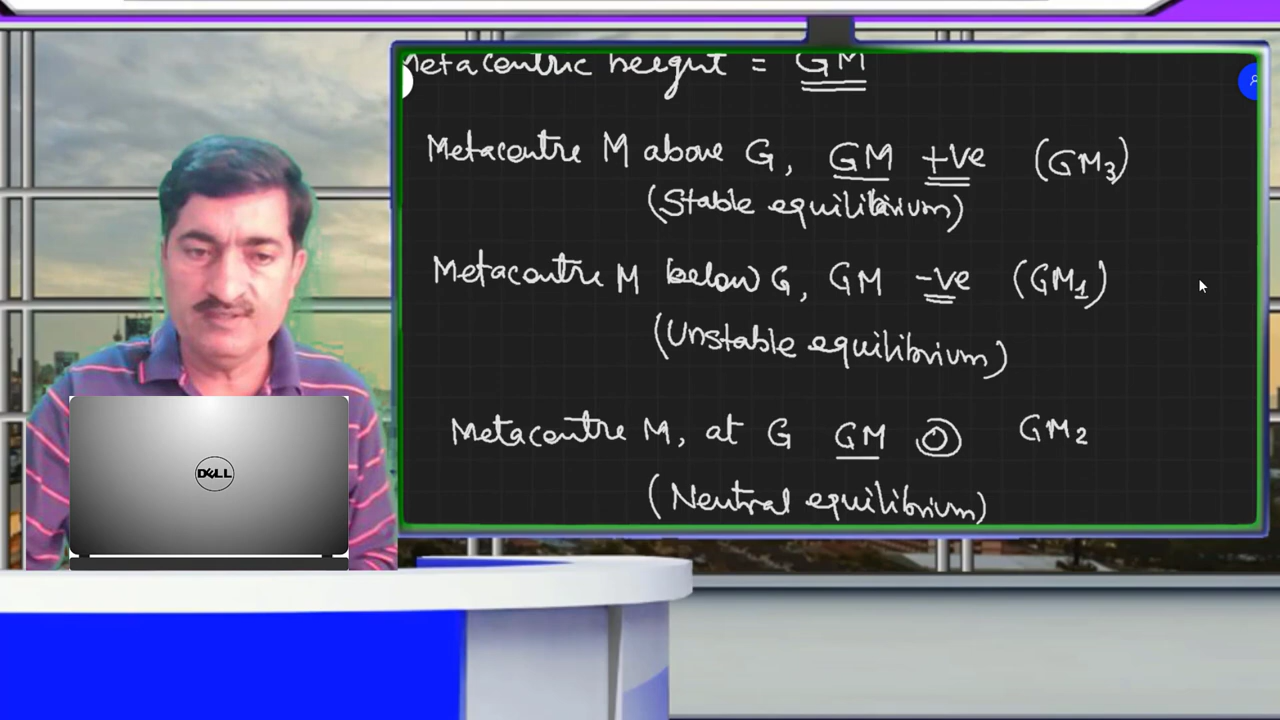 Metacentric height = GM
Metacentre M above G, GM +ve (GM3)
(Stable equilibrium)
Metacentre M below G, GM -ve (GM1)
(Unstable equilibrium)
Metacentre M, at G GM 0 GM2
(Neutral equilibrium)
DELL